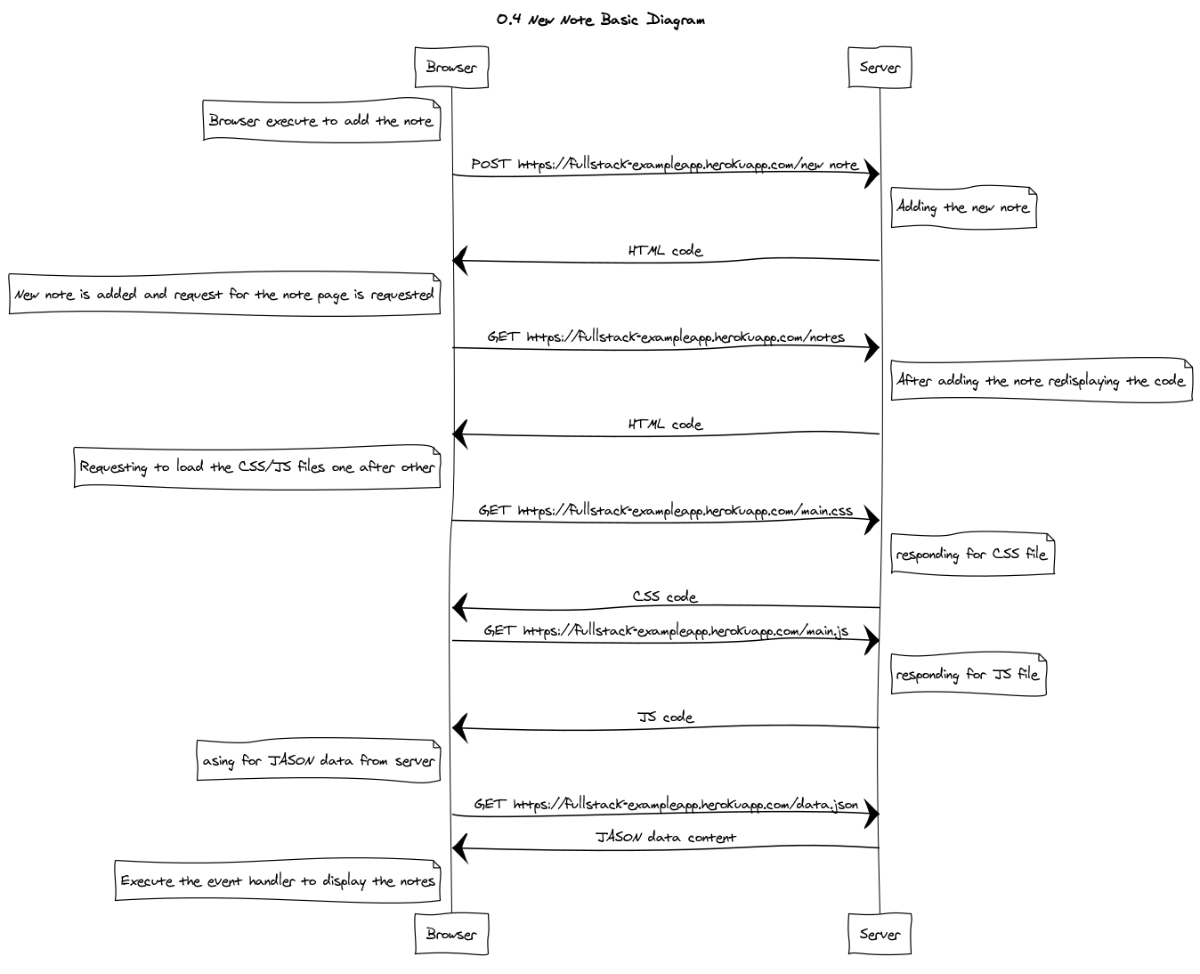 0.4 New Note Basic Diagram
Browser
Server
Browser execute to add the note
POST https://fullstack-exampleapp.herokuapp.com/new note
Adding the new note
HTML code
New note is added and request for the note page is requested
GET https://fullstack-exampleapp.herokuapp.com/notes
After adding the note redisplaying the code
HTML code
Requesting to load the CSS/JS files one after other
GET https://fullstack-exampleapp.herokuapp.com/main.css
responding for CSS file
CSS code
GET https://fullstack-exampleapp.herokuapp.com/main.js
responding for JS file
JS code
asing for JASON data from server
GET https://fullstack-exampleapp.herokuapp.com/data.json
JASON data content
Execute the event handler to display the notes
Browser
Server